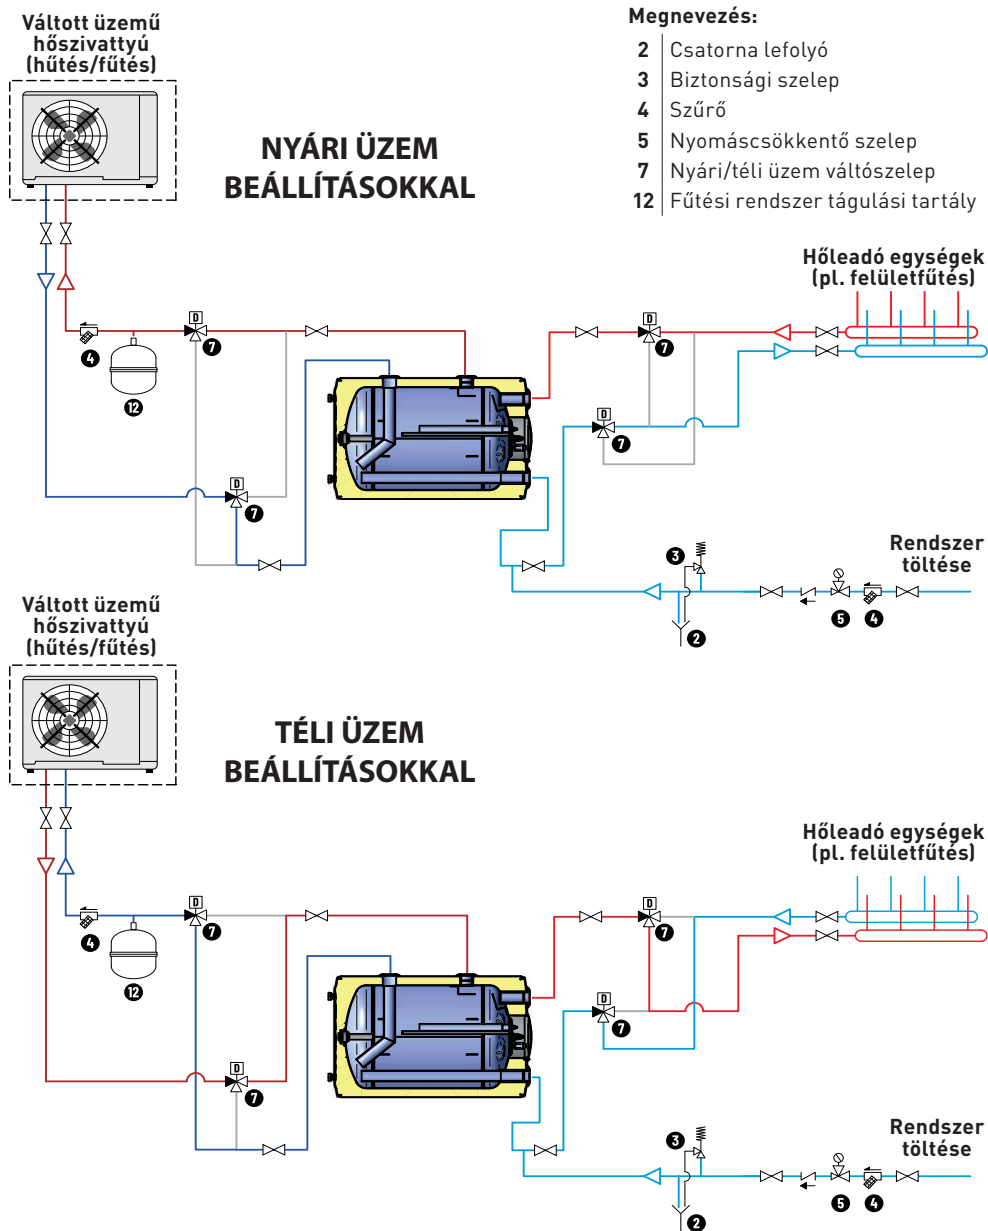 Váltott üzemű
hőszivattyú
(hűtés/fűtés)
Megnevezés:
2 Csatorna lefolyó
3 Biztonsági szelep
4 Szűrő
5 Nyomáscsökkentő szelep
7 Nyári/téli üzem váltószelep
12 Fűtési rendszer tágulási tartály
NYÁRI ÜZEM
BEÁLLÍTÁSOKKAL
Hőleadó egységek
(pl. felületfűtés)
D
D
4
7
7
12
D
7
D
7
3
Rendszer
töltése
5
4
2
Váltott üzemű
hőszivattyú
(hűtés/fűtés)
TÉLI ÜZEM
BEÁLLÍTÁSOKKAL
Hőleadó egységek
(pl. felületfűtés)
D
D
4
7
7
12
D
7
D
7
3
Rendszer
töltése
5
4
2